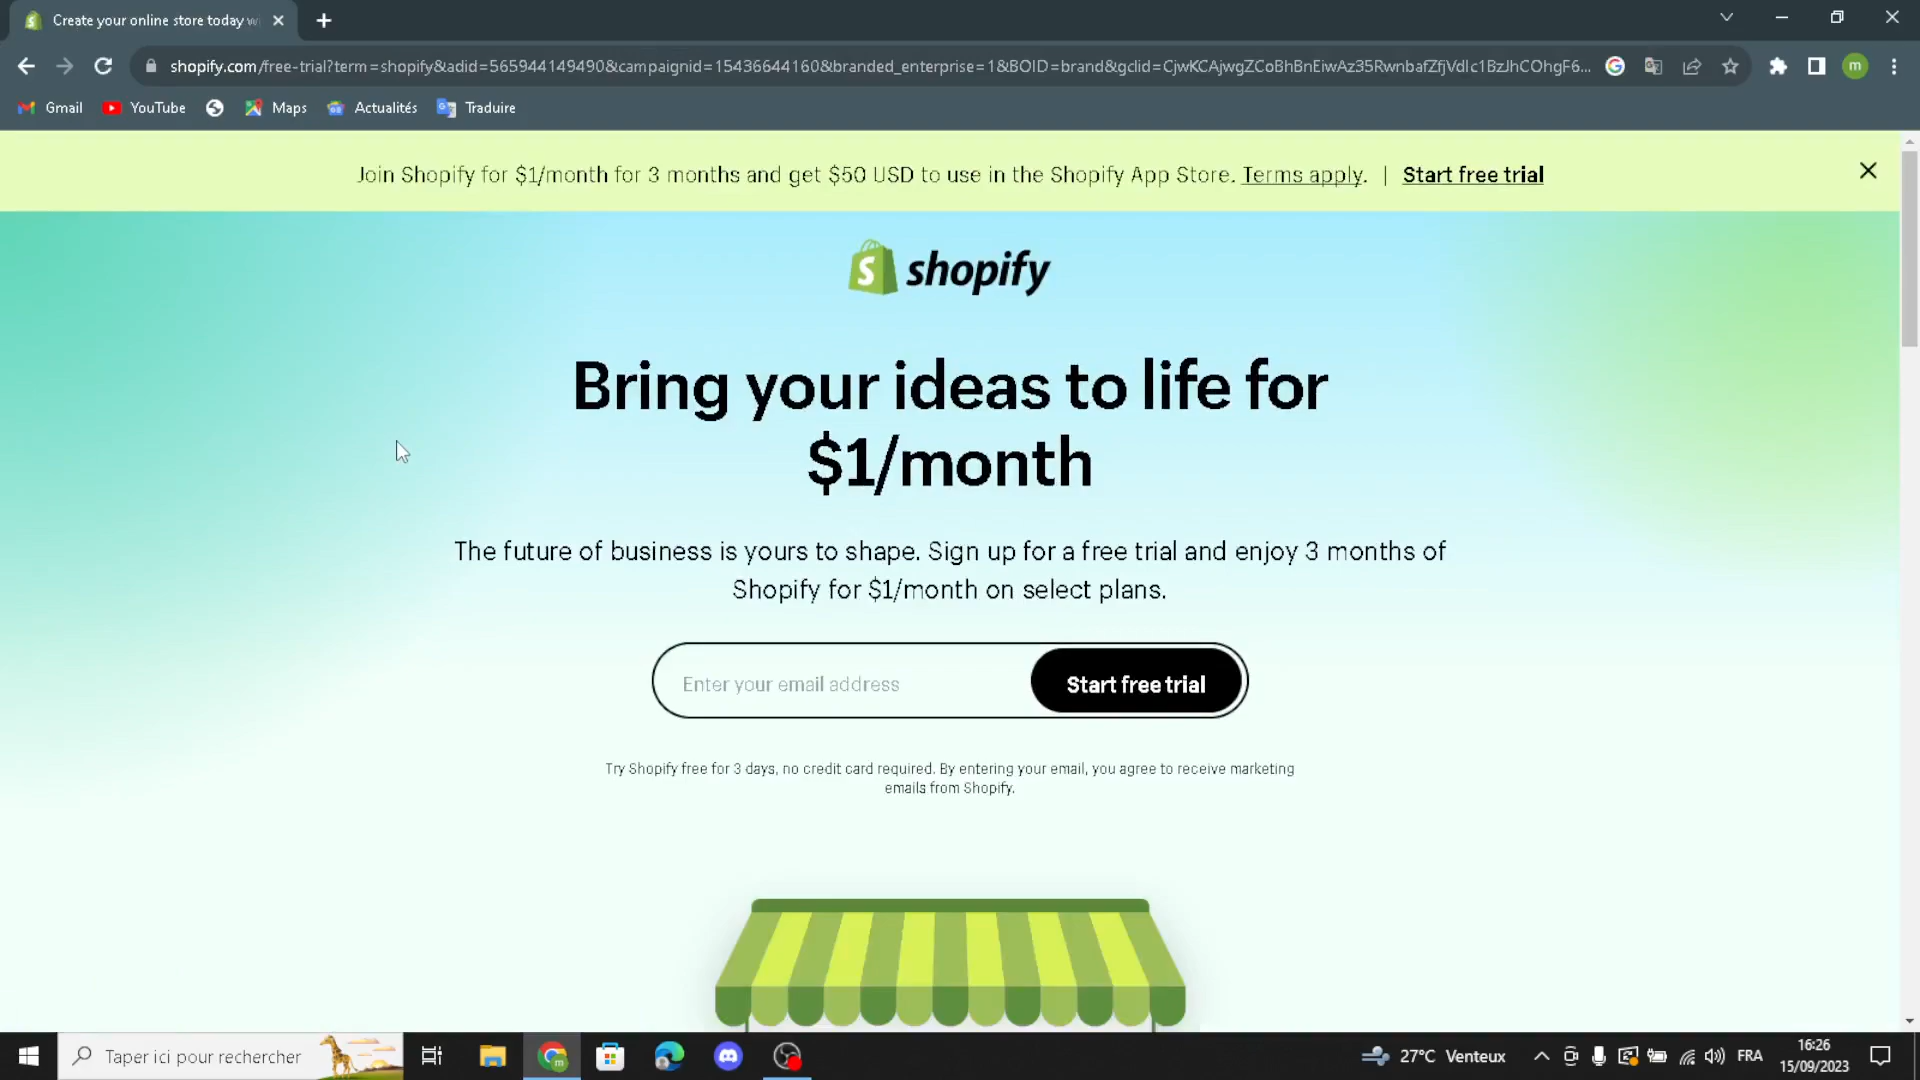 Create your online store today wi
shopify.com/free-trial?term=shopify&adid=565944149490&campaignid=15436644160&branded_enterprise=1&BOID=brand&gclid=CjwKCAjwgZCoBhBnEiwAz35RwnbafZfjVdIc1BzJhCOhgF6...
m
Gmail YouTube Maps Actualités Traduire
Join Shopify for $1/month for 3 months and get $50 USD to use in the Shopify App Store. Terms apply. | Start free trial
shopify
Bring your ideas to life for
$1/month
The future of business is yours to shape. Sign up for a free trial and enjoy 3 months of
Shopify for $1/month on select plans.
Enter your email address Start free trial
Try Shopify free for 3 days, no credit card required. By entering your email, you agree to receive marketing
emails from Shopify.
Taper ici pour rechercher 27°C Venteux FRA 16:26
15/09/2023